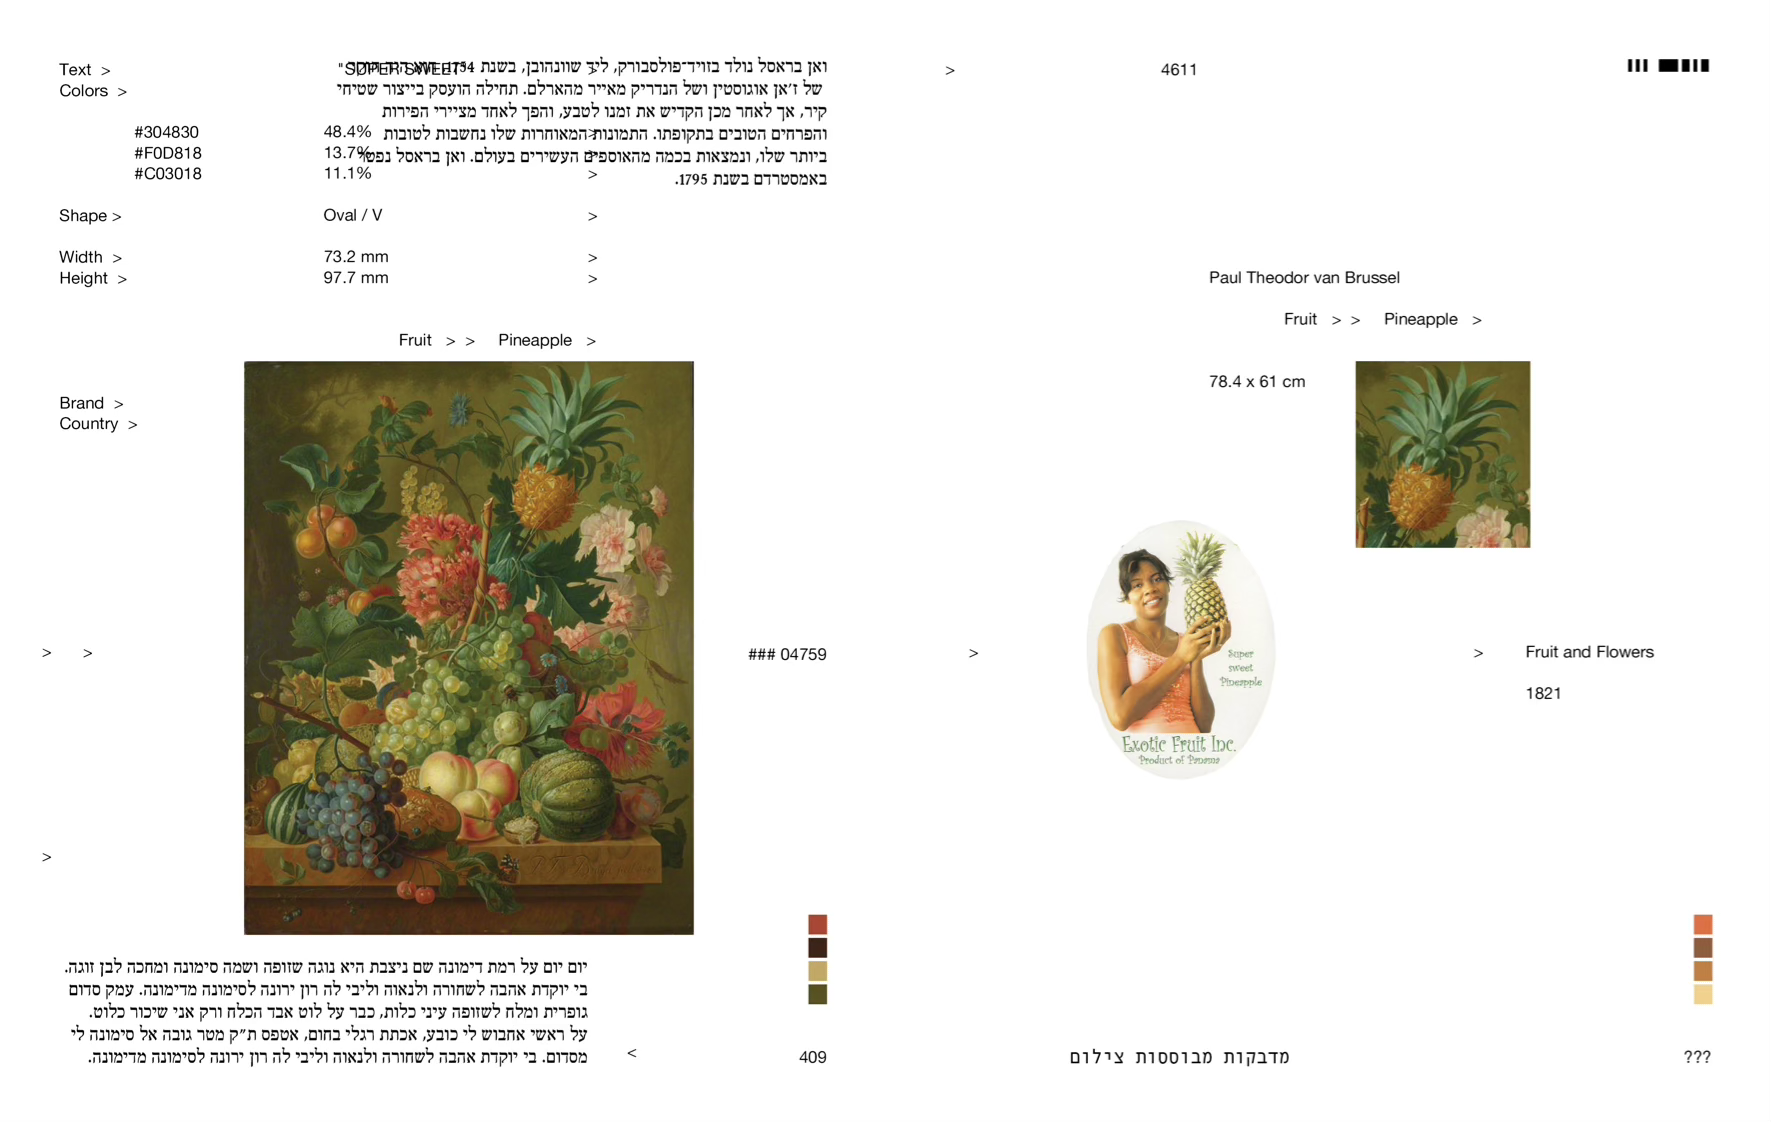 Text >
"SUPER SWEET" >
Colors >
#304830 48.4% >
#F0D818 13.7% >
#C03018 11.1% >
Shape > Oval / V >
Width > 73.2 mm >
Height > 97.7 mm >
ואן בראסל נולד בזויד־פולסבורק, ליד שוונהובן, בשנת 1754. הוא היה
של ז׳אן אוגוסטין ושל הנדריק מאייר מהארלם. תחילה הועסק בייצור שטיחי
קיר, אך לאחר מכן הקדיש את זמנו לטבע, והפך לאחד מציירי הפירות
והפרחים הטובים בתקופתו. התמונות המאוחרות שלו נחשבות לטובות
ביותר שלו, ונמצאות בכמה מהאוספים העשירים בעולם. ואן בראסל נפטר
באמסטרדם בשנת 1795.
Fruit > > Pineapple >
Brand >
Country >
> >
### 04759
>
יום יום על רמת דימונה שם ניצבת היא נוגה שזופה ושמה סימונה ומחכה לבן זוגה.
בי יוקדת אהבה לשחורה ולנאוה וליבי לה רון ירונה לסימונה מדימונה. עמק סדום
גופרית ומלח לשזופה עיני כלות, כבר על לוט אבד הכלח ורק אני שיכור כלוט.
על ראשי אחבוש לי כובע, אכתת רגלי בחום, אטפס ת״ק מטר גובה אל סימונה לי
מסדום. בי יוקדת אהבה לשחורה ולנאוה וליבי לה רון ירונה לסימונה מדימונה.
<
409
> 4611
Paul Theodor van Brussel
Fruit > > Pineapple >
78.4 x 61 cm
>
Super
sweet
Pineapple
Exotic Fruit Inc.
Product of Panama
> Fruit and Flowers
1821
מדבקות מבוססות צילום
???